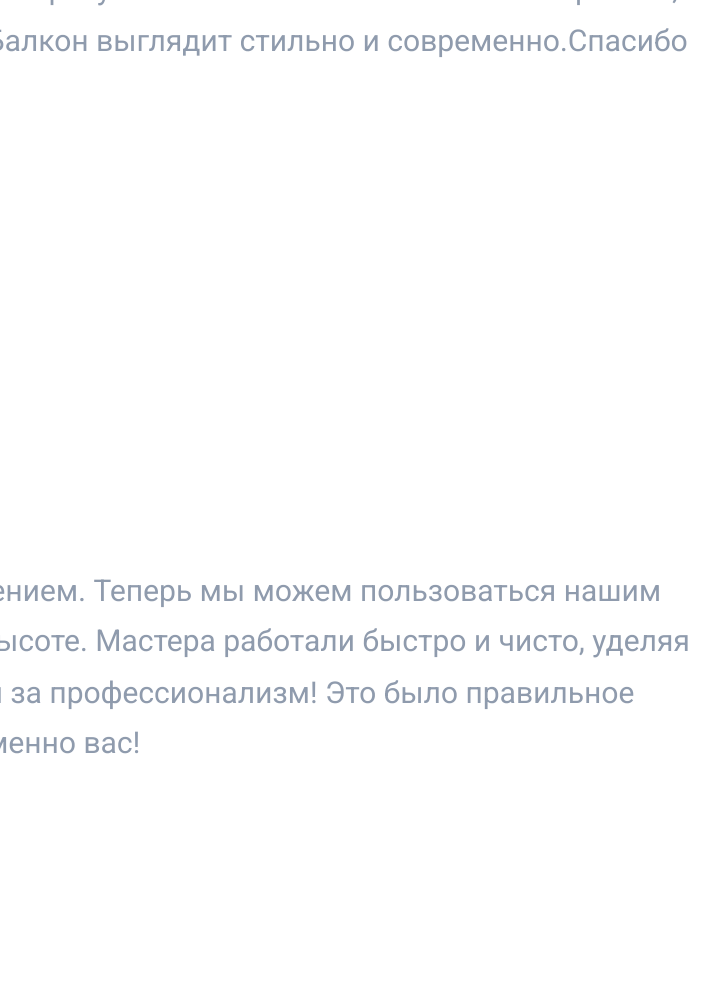 Балкон выглядит стильно и современно.Спасибо
ением. Теперь мы можем пользоваться нашим
ысоте. Мастера работали быстро и чисто, уделяя
за профессионализм! Это было правильное
менно вас!